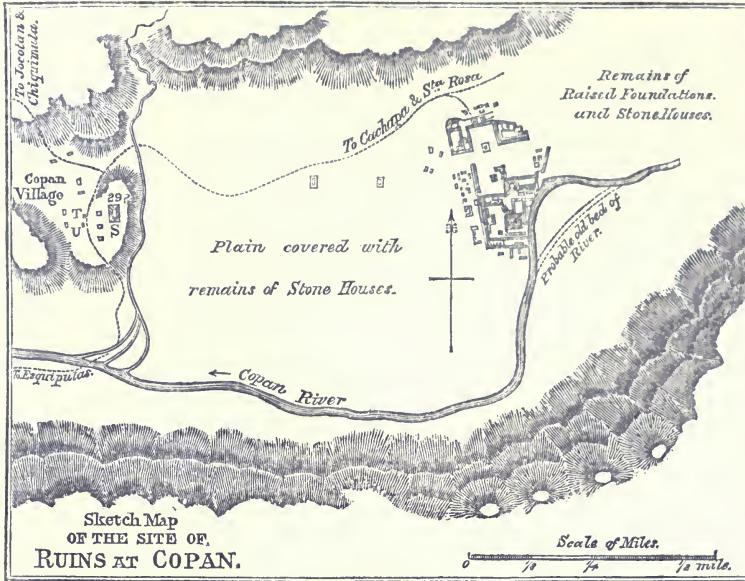 To Jocotan &
Chiquimula.
Remains of
Raised Foundations.
and Stone Houses.
To Cachapa & Sta. Rosa
Copan
Village
29
T.
U
S
Plain covered with
remains of Stone Houses.
Probable old bed of
River.
To Esquipulas.
← Copan River
Sketch Map
OF THE SITE OF.
RUINS AT COPAN.
Scale of Miles.
0 1/8 1/4 1/2 mile.